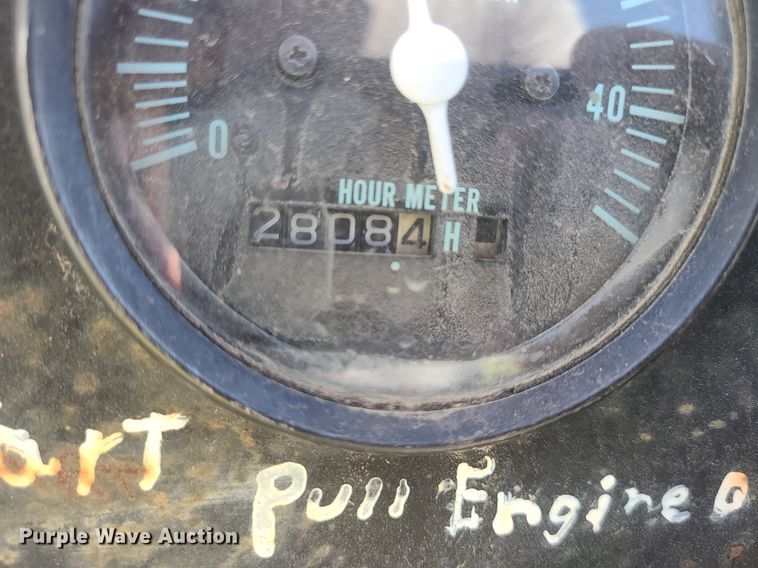 0
40
HOUR METER
28084 H
Pull Engine
Purple Wave Auction